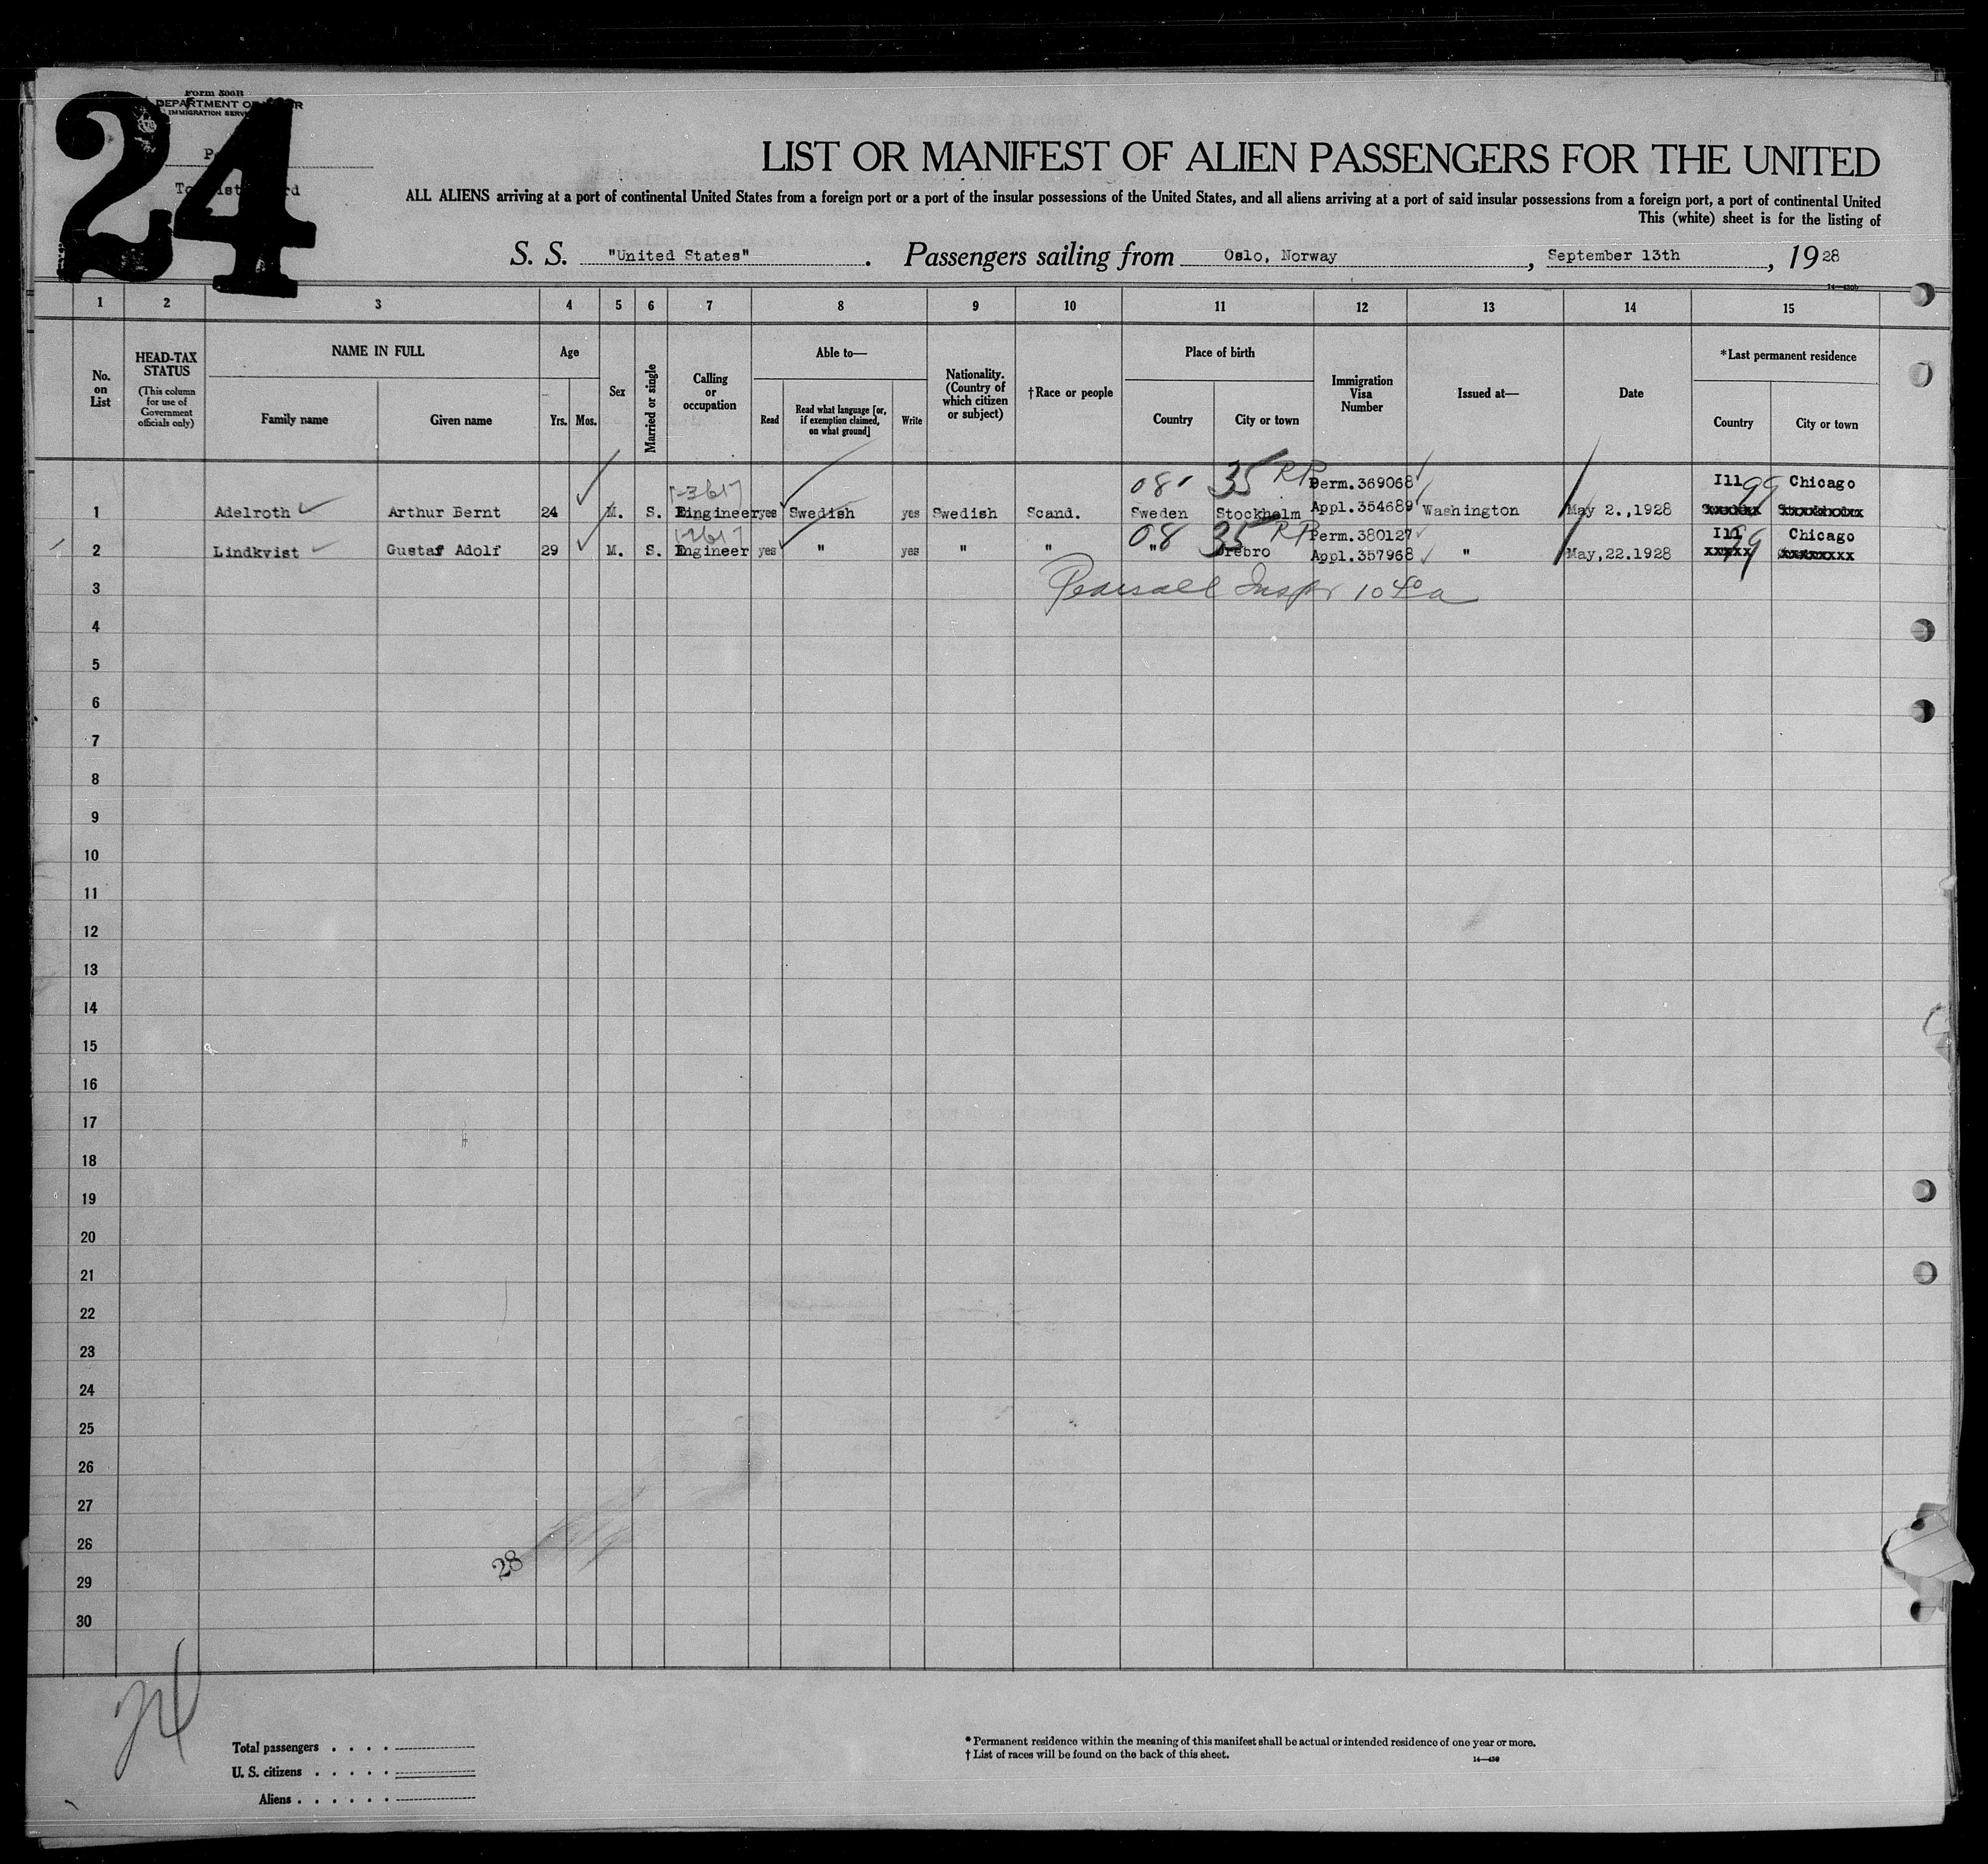 24
Form 500B
DEPARTMENT OF
IMMIGRATION SERV
LIST OR MANIFEST OF ALIEN PASSENGERS FOR THE UNITED
ALL ALIENS arriving at a port of continental United States from a foreign port or a port of the insular possessions of the United States, and all aliens arriving at a port of said insular possessions from a foreign port, a port of continental United
This (white) sheet is for the listing of
S. S. "United States". Passengers sailing from Oslo, Norway, September 13th, 1928
1 2 3 4 5 6 7 8 9 10 11 12 13 14 15
No. on List
HEAD-TAX STATUS
(This column for use of Government officials only)
NAME IN FULL
Family name Given name
Age
Yrs. Mos.
Sex
Married or single
Calling or occupation
Able to—
Read Read what language [or, if exemption claimed, on what ground] Write
Nationality. (Country of which citizen or subject)
†Race or people
Place of birth
Country City or town
Immigration Visa Number
Issued at—
Date
*Last permanent residence
Country City or town
08 35 RP Perm.369068 Ill 99 Chicago
1 Adelroth Arthur Bernt 24 M. S. Engineer yes Swedish yes Swedish Scand. Sweden Stockholm Appl.354689 Washington May 2.,1928
08 35 RP Perm.380127 Ill 99 Chicago
2 Lindkvist Gustaf Adolf 29 M. S. Engineer yes " yes " " " Orebro Appl.357968 " May,22.1928
3 Pearsall Inspr
4
5
6
7
8
9
10
11
12
13
14
15
16
17
18
19
20
21
22
23
24
25
26
27
28
29
30
28
24
Total passengers
U. S. citizens
Aliens
* Permanent residence within the meaning of this manifest shall be actual or intended residence of one year or more.
† List of races will be found on the back of this sheet.
14—430